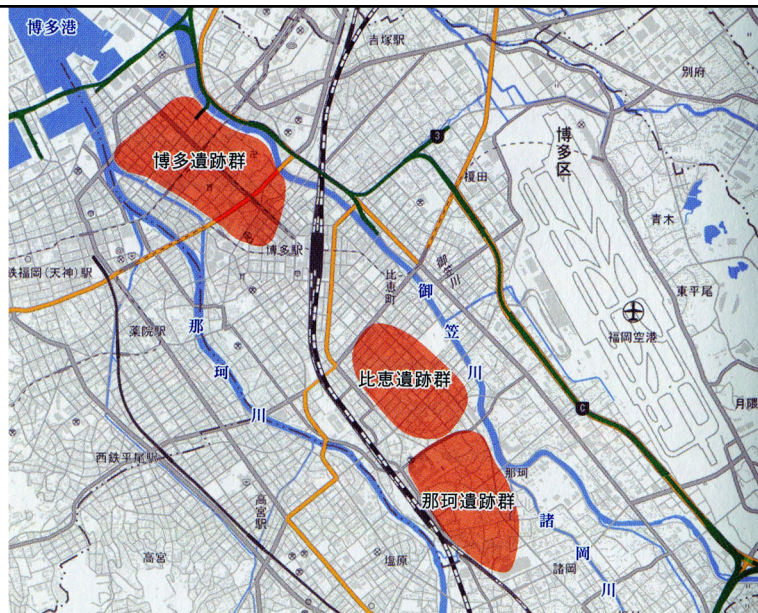 博多港
吉塚駅
別府
3
博多区
博多遺跡群
榎田
青木
博多駅
御笠川
鉄福岡(天神)駅
比恵町
御笠川
東平尾
福岡空港
那珂川
薬院駅
比恵遺跡群
月隈
C
西鉄平尾駅
那珂
高宮駅
那珂遺跡群
諸岡川
高宮
塩原
諸岡